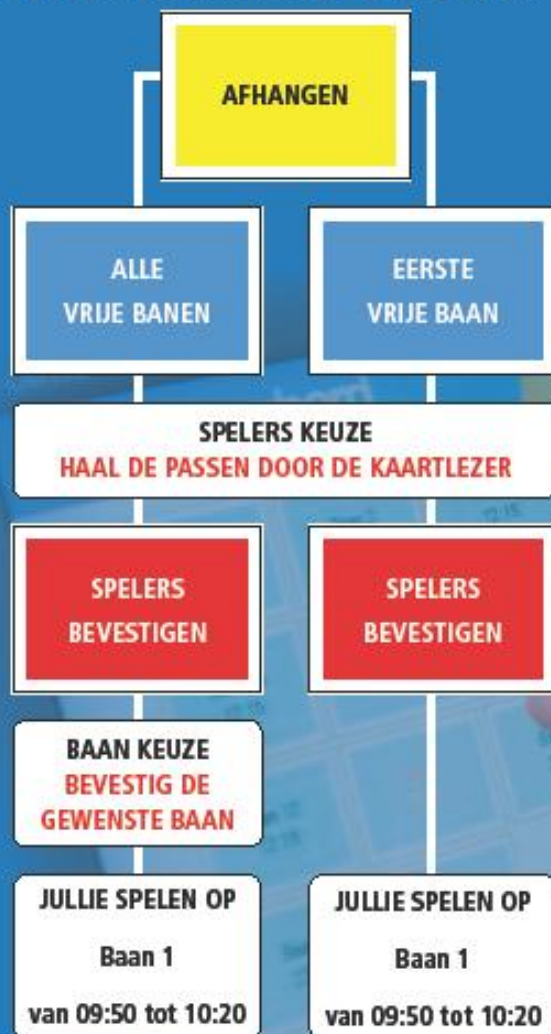 AFHANGEN
ALLE
VRIJE BANEN
EERSTE
VRIJE BAAN
SPELERS KEUZE
HAAL DE PASSEN DOOR DE KAARTLEZER
SPELERS
BEVESTIGEN
SPELERS
BEVESTIGEN
BAAN KEUZE
BEVESTIG DE
GEWENSTE BAAN
JULLIE SPELEN OP
Baan 1
van 09:50 tot 10:20
JULLIE SPELEN OP
Baan 1
van 09:50 tot 10:20